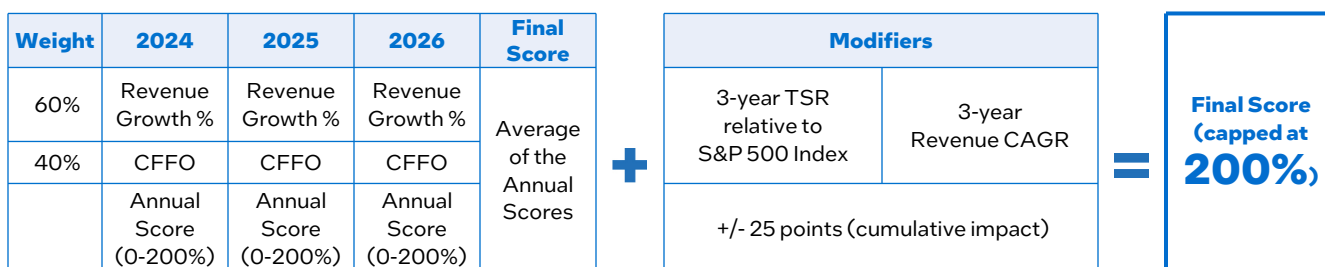 Weight 2024 2025 2026 Final
Score
60% Revenue
Growth % Revenue
Growth % Revenue
Growth %
40% CFFO CFFO CFFO
Annual
Score
(0-200%) Annual
Score
(0-200%) Annual
Score
(0-200%)
Average
of the
Annual
Scores
+
Modifiers
3-year TSR
relative to
S&P 500 Index
3-year
Revenue CAGR
+/- 25 points (cumulative impact)
=
Final Score
(capped at
200%)